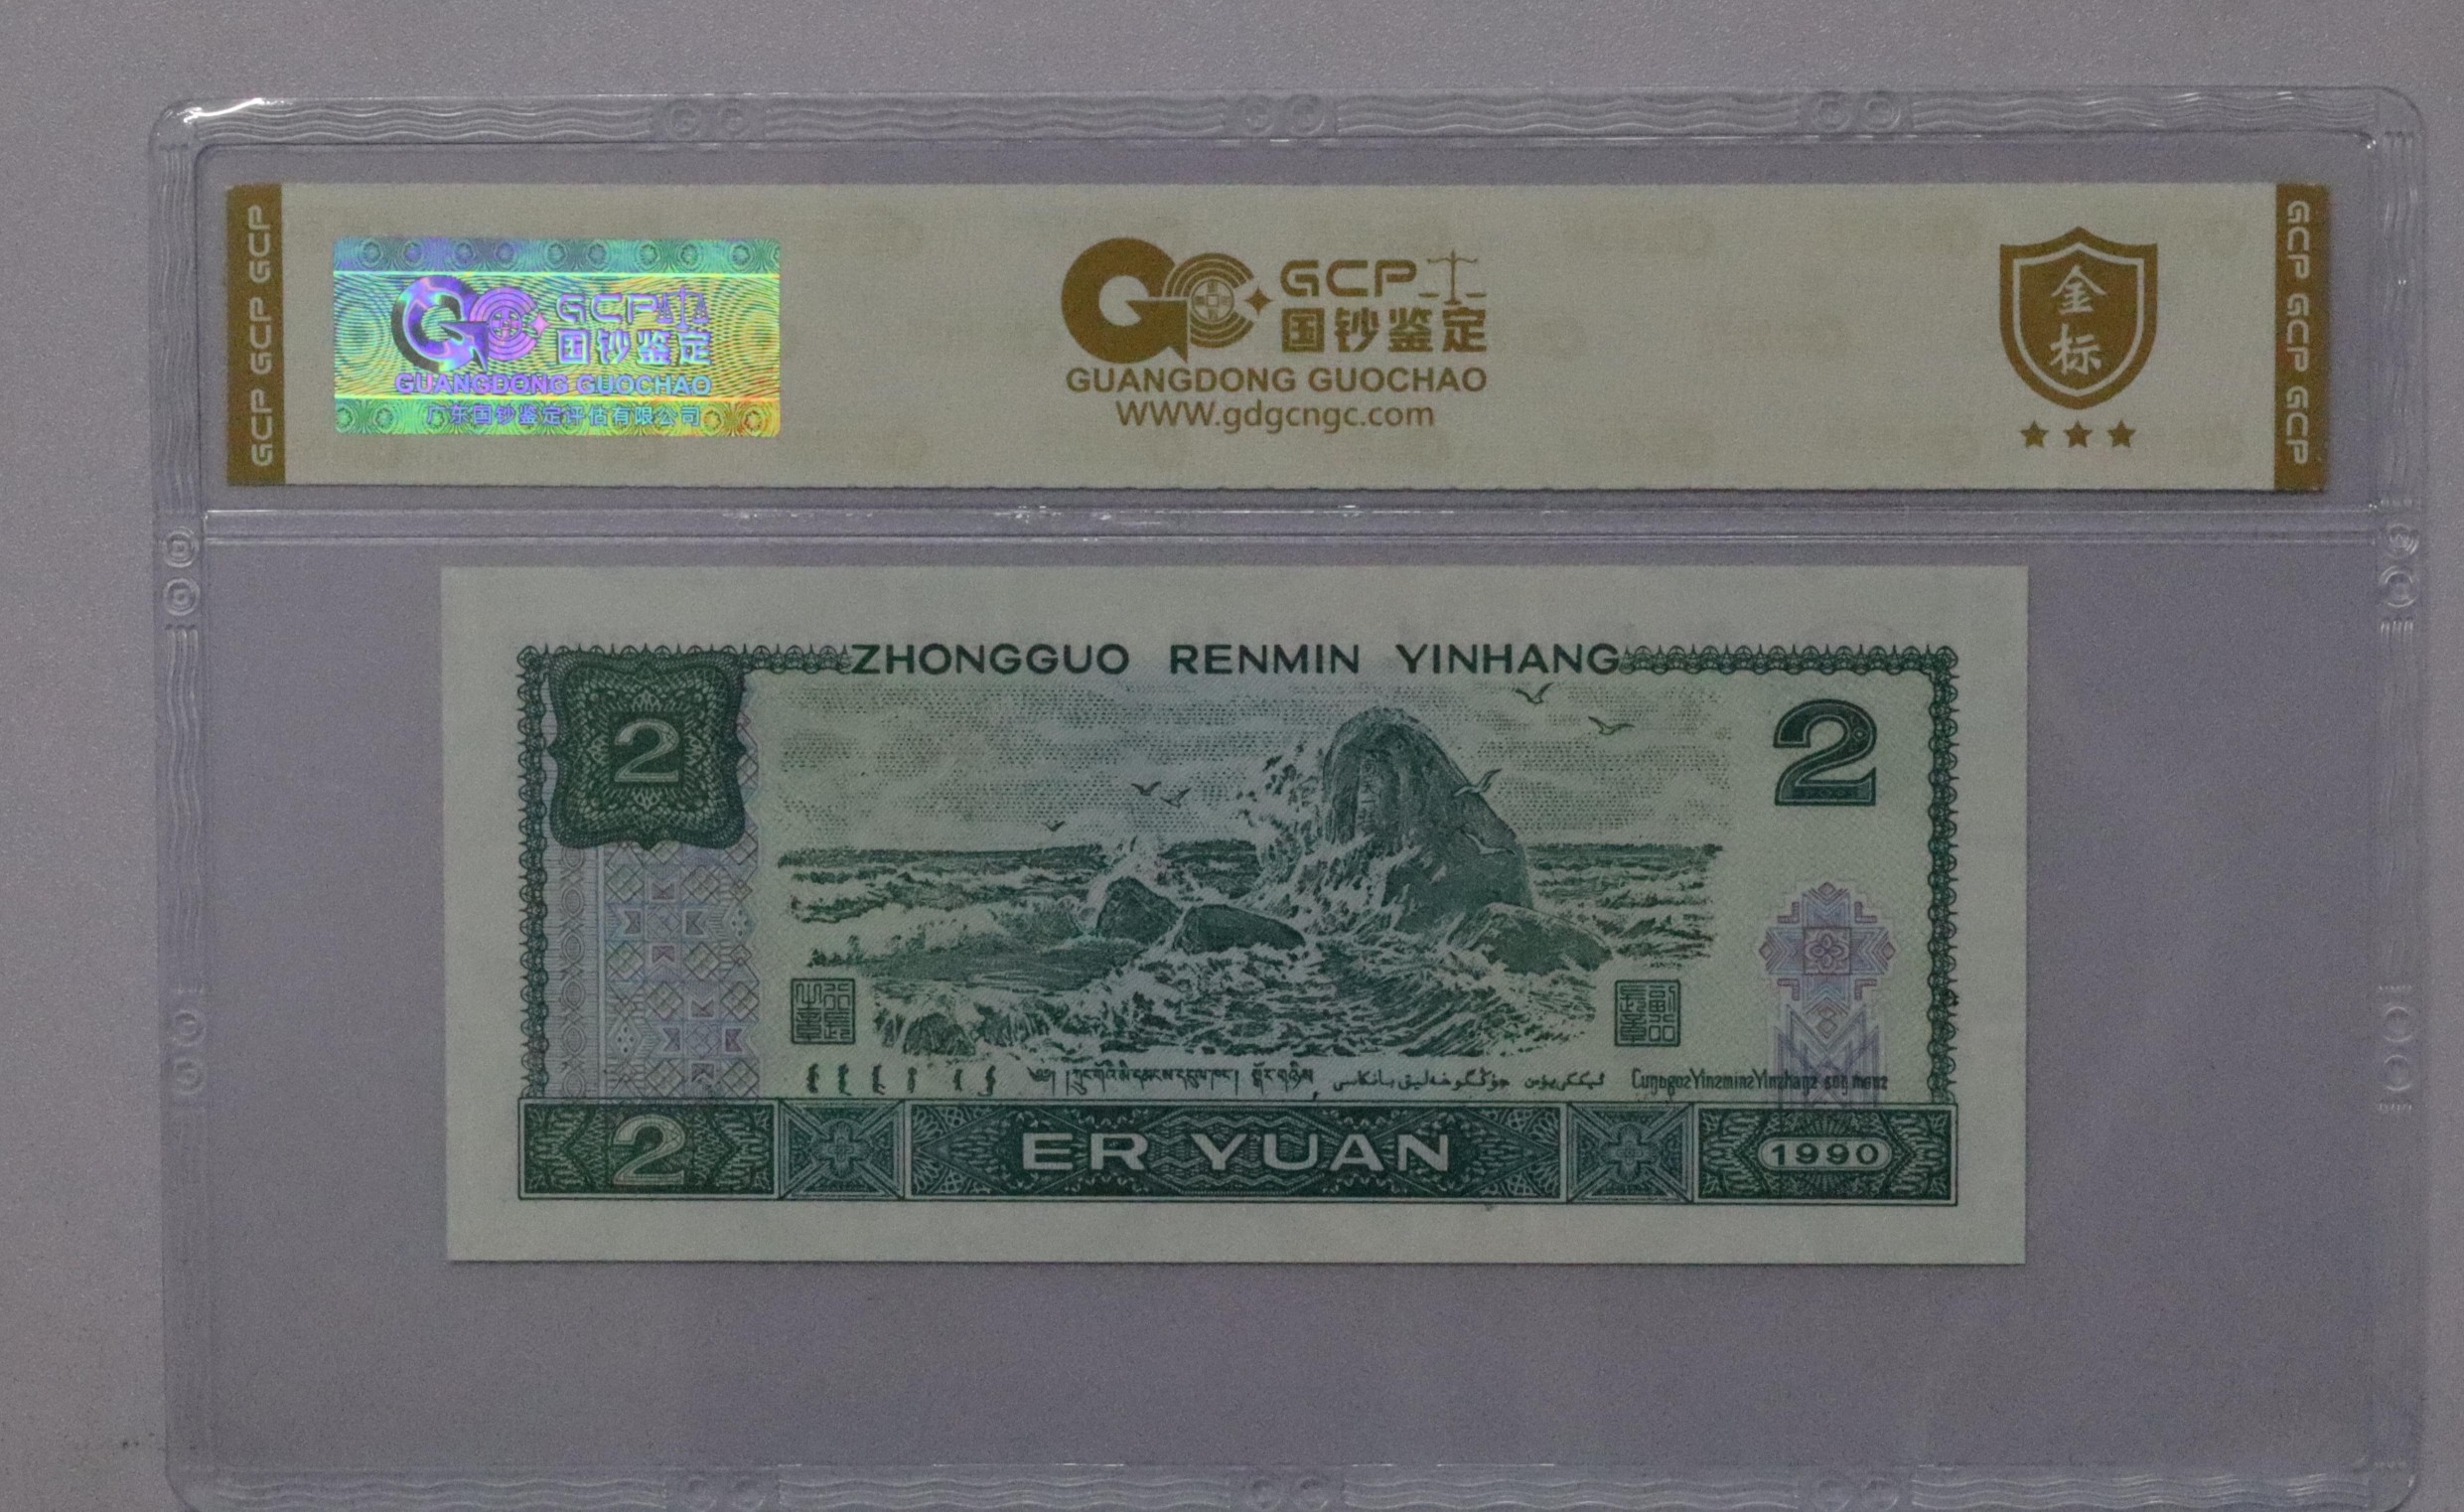 GCP GCP GCP
GCP
国钞鉴定
GUANGDONG GUOCHAO
广东国钞鉴定评估有限公司
GCP
国钞鉴定
GUANGDONG GUOCHAO
WWW.gdgcngc.com
金
标
GCP GCP GCP
ZHONGGUO RENMIN YINHANG
2
2
2
ER YUAN
1990